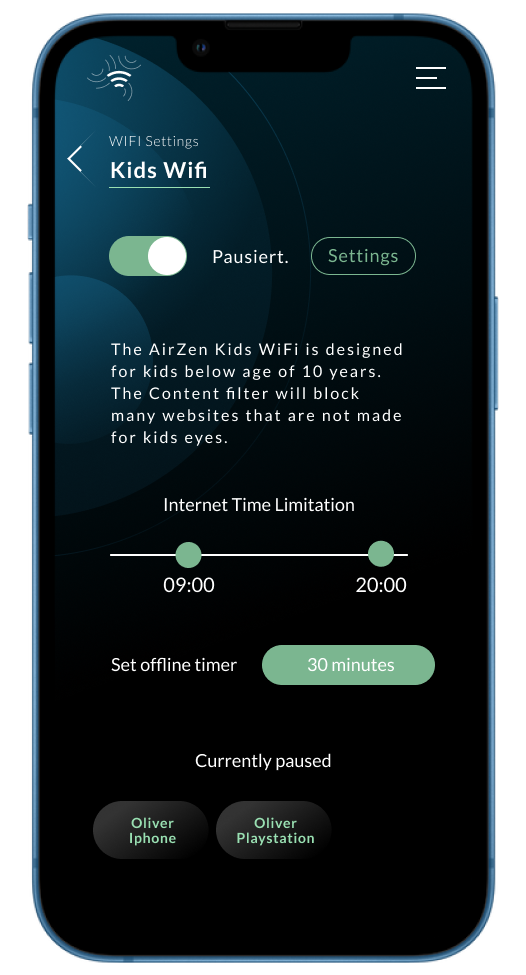 WIFI Settings
Kids Wifi
Pausiert.
Settings
The AirZen Kids WiFi is designed
for kids below age of 10 years.
The Content filter will block
many websites that are not made
for kids eyes.
Internet Time Limitation
09:00
20:00
Set offline timer
30 minutes
Currently paused
Oliver
Iphone
Oliver
Playstation